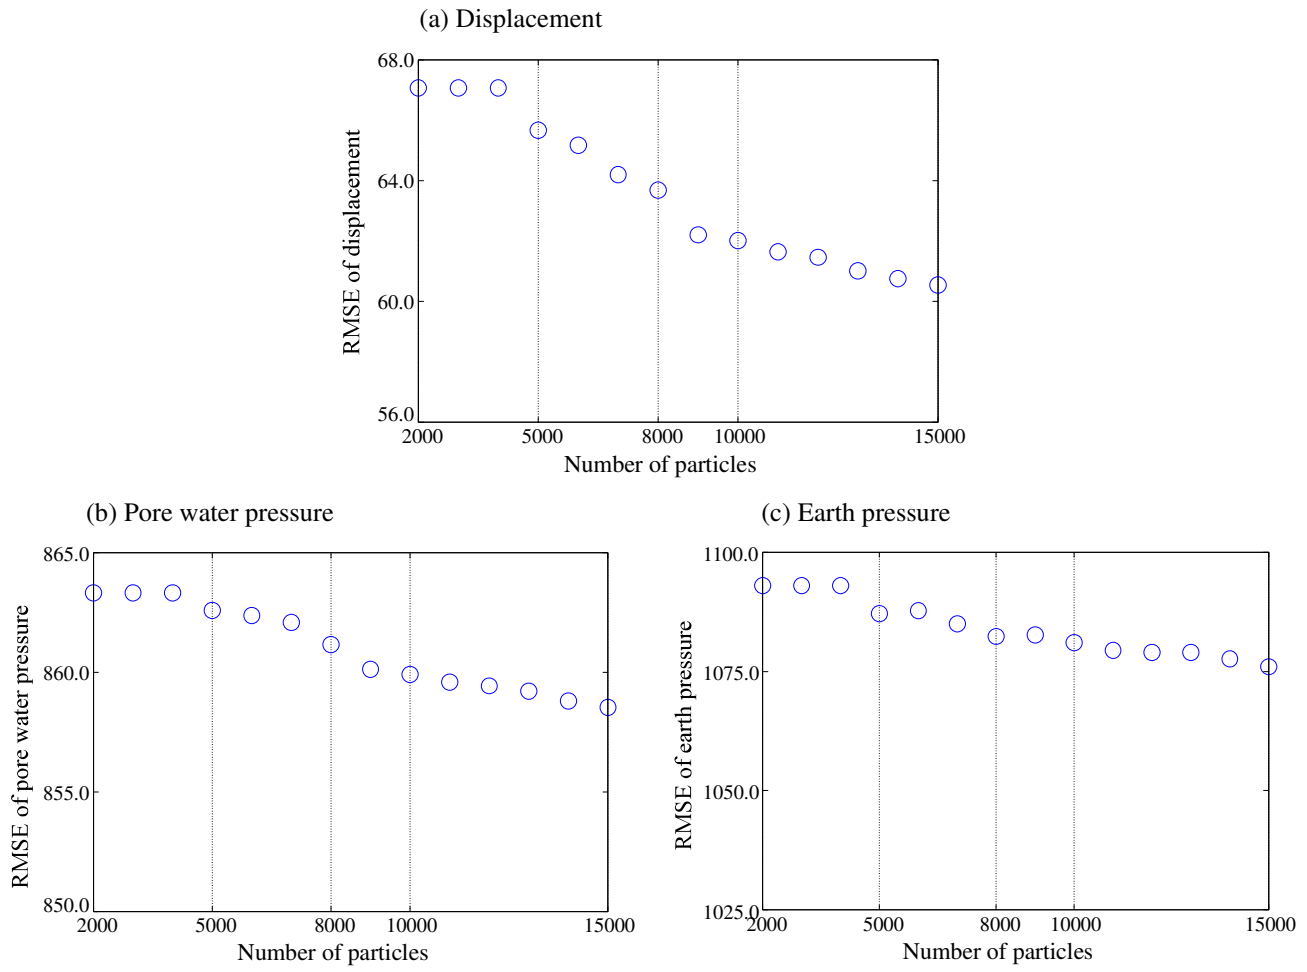 (a) Displacement
68.0
64.0
60.0
56.0
RMSE of displacement
2000 5000 8000 10000 15000
Number of particles
(b) Pore water pressure
865.0
860.0
855.0
850.0
RMSE of pore water pressure
2000 5000 8000 10000 15000
Number of particles
(c) Earth pressure
1100.0
1075.0
1050.0
1025.0
RMSE of earth pressure
2000 5000 8000 10000 15000
Number of particles